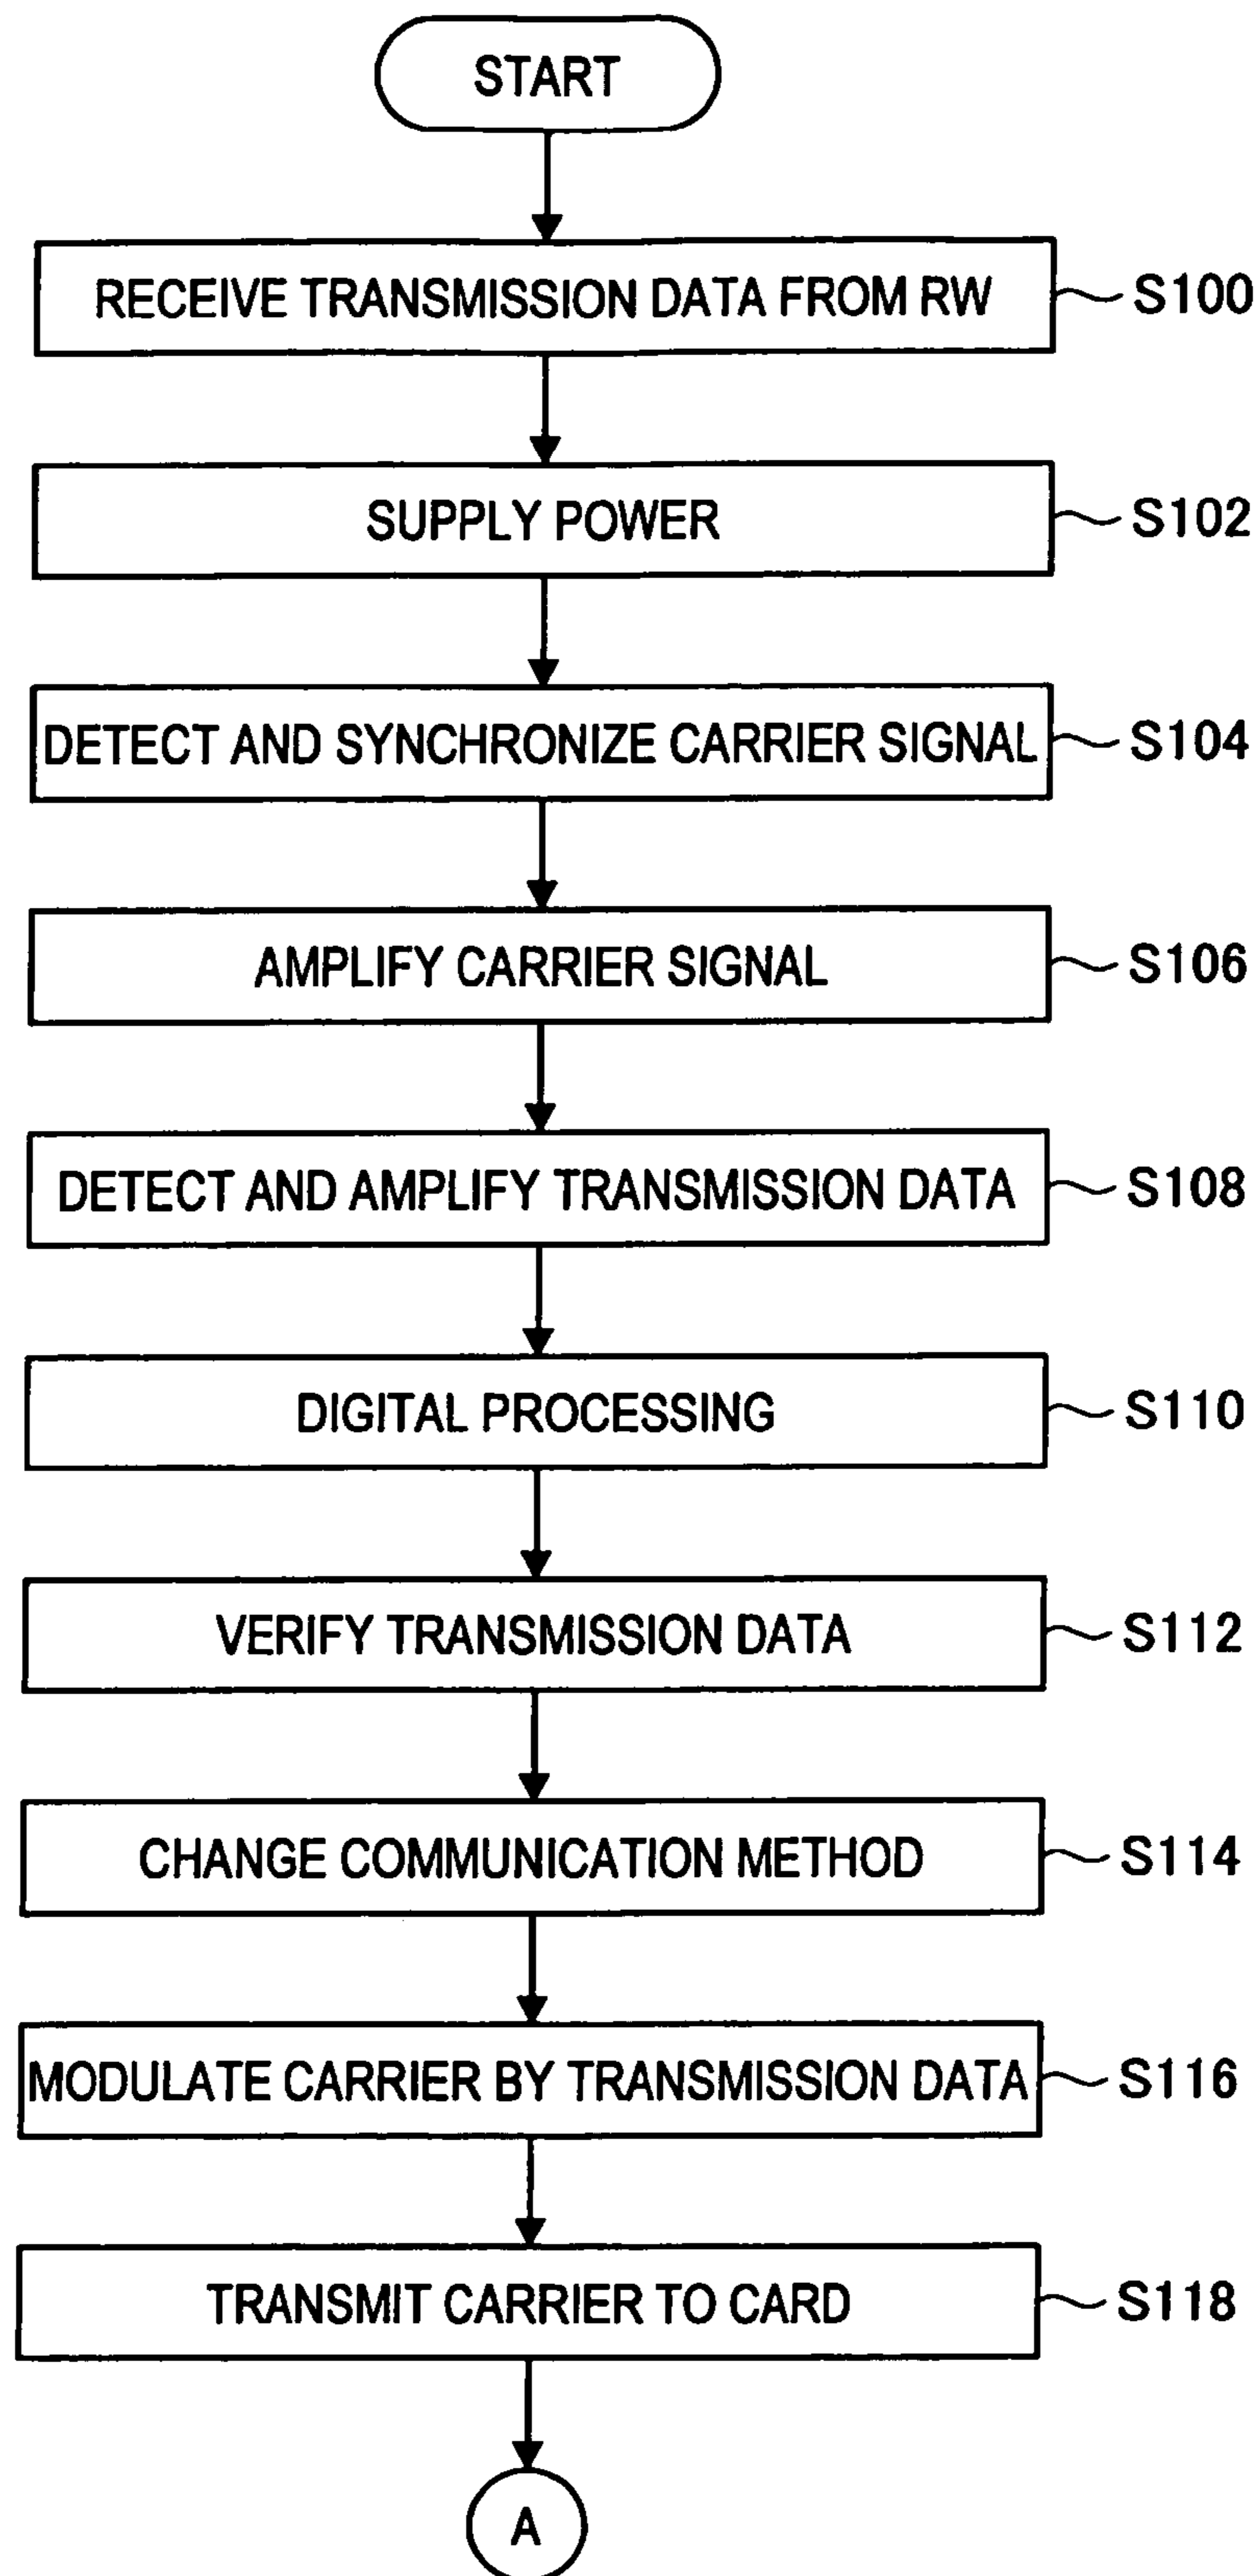 START
RECEIVE TRANSMISSION DATA FROM RW S100
SUPPLY POWER S102
DETECT AND SYNCHRONIZE CARRIER SIGNAL S104
AMPLIFY CARRIER SIGNAL S106
DETECT AND AMPLIFY TRANSMISSION DATA S108
DIGITAL PROCESSING S110
VERIFY TRANSMISSION DATA S112
CHANGE COMMUNICATION METHOD S114
MODULATE CARRIER BY TRANSMISSION DATA S116
TRANSMIT CARRIER TO CARD S118
A